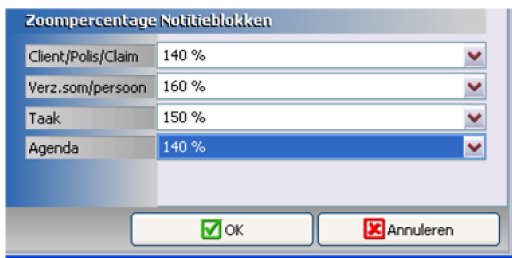 Zoompercentage Notitieblokken
Client/Polis/Claim 140 %
Verz.som/persoon 160 %
Taak 150 %
Agenda 140 %
OK Annuleren